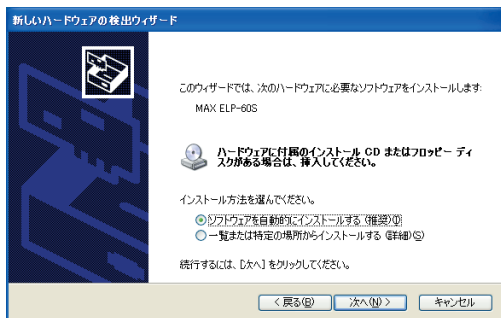 新しいハードウェアの検出ウィザード
このウィザードでは、次のハードウェアに必要なソフトウェアをインストールします:
MAX ELP-60S
ハードウェアに付属のインストール CD またはフロッピー ディ
スクがある場合は、挿入してください。
インストール方法を選んでください。
ソフトウェアを自動的にインストールする (推奨)(I)
一覧または特定の場所からインストールする (詳細)(S)
続行するには、[次へ] をクリックしてください。
< 戻る(B)
次へ(N) >
キャンセル